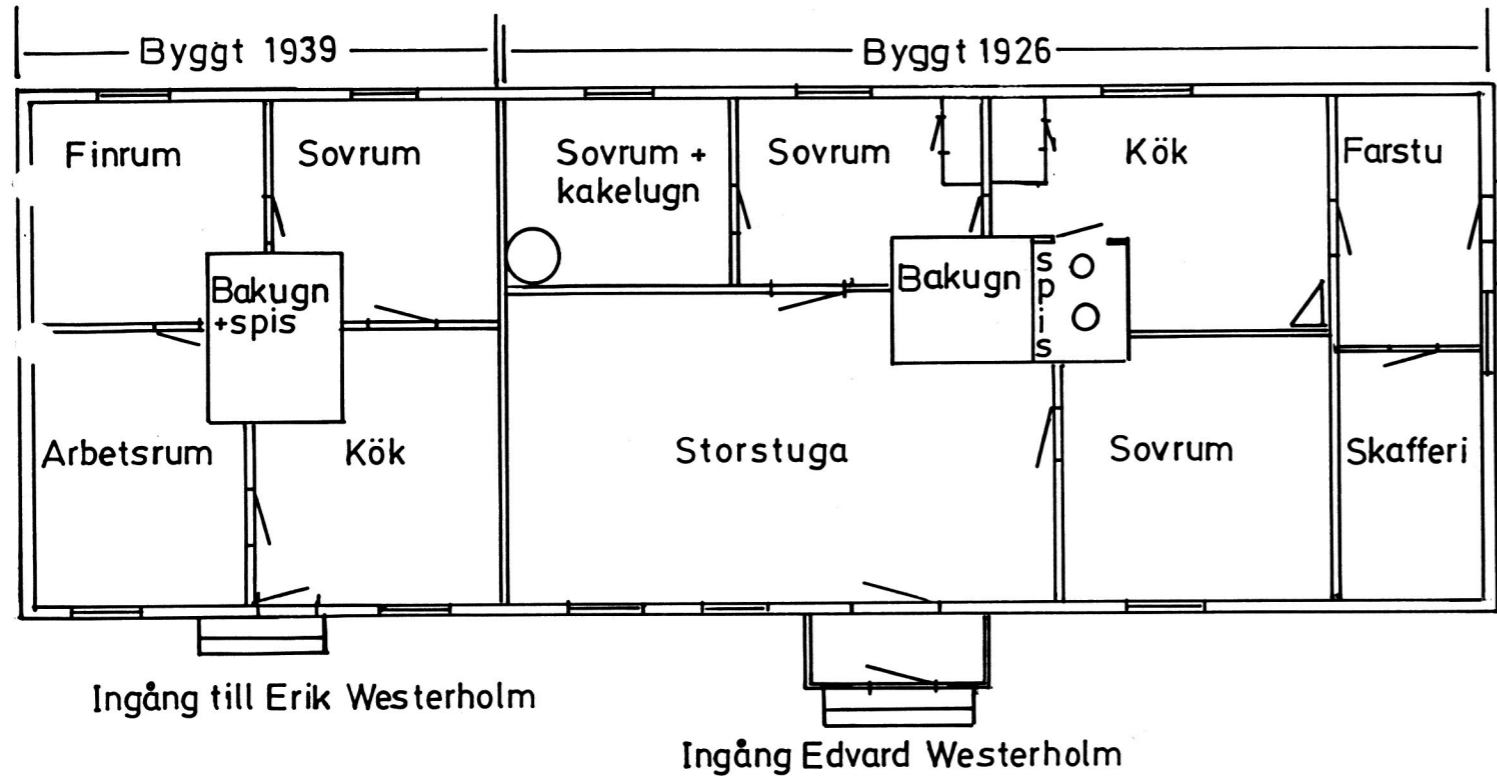 Byggt 1939
Byggt 1926
Finrum
Sovrum
Sovrum +
kakelugn
Sovrum
Kök
Farstu
Bakugn
+spis
Bakugn
spis
Arbetsrum
Kök
Storstuga
Sovrum
Skafferi
Ingång till Erik Westerholm
Ingång Edvard Westerholm